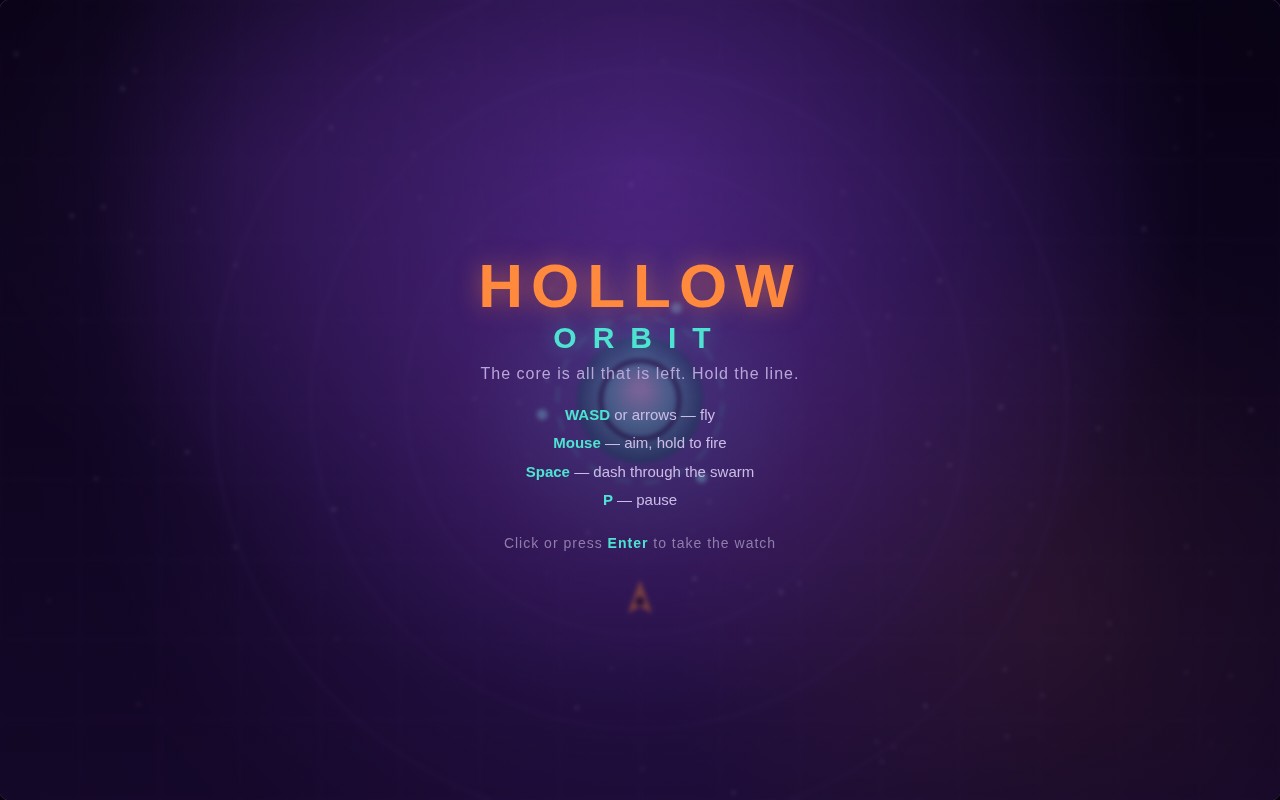 HOLLOW
ORBIT
The core is all that is left. Hold the line.
WASD or arrows — fly
Mouse — aim, hold to fire
Space — dash through the swarm
P — pause
Click or press Enter to take the watch